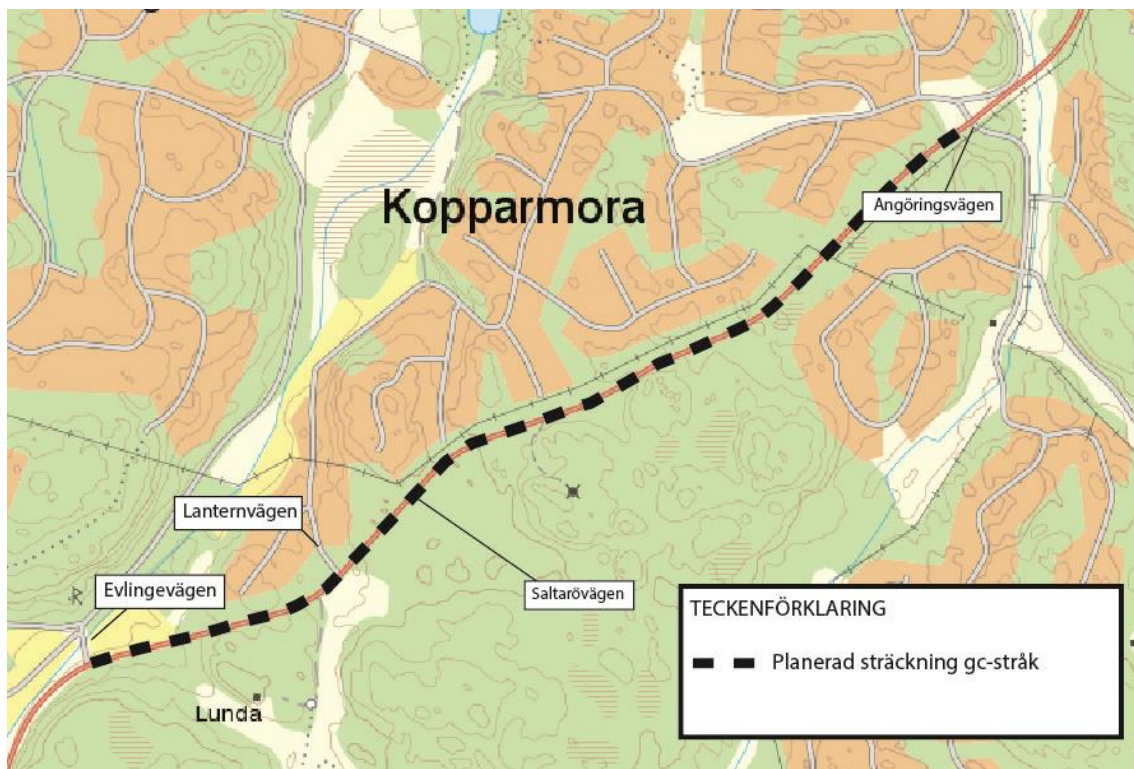 Kopparmora
Angöringsvägen
Lanternvägen
Evlingevägen
Saltarövägen
Lunda
TECKENFÖRKLARING
Planerad sträckning gc-stråk